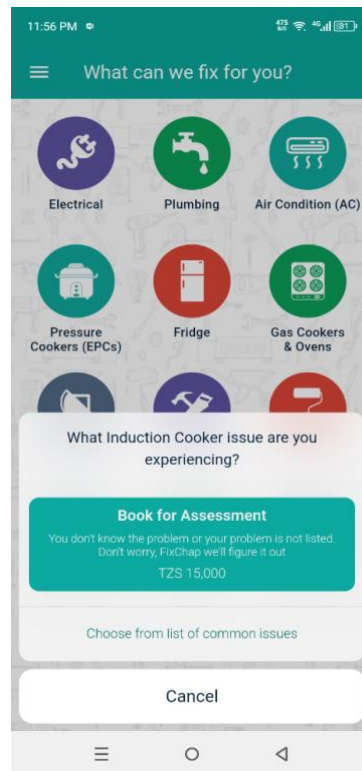 11:56 PM
What can we fix for you?
Electrical
Plumbing
Air Condition (AC)
Pressure
Cookers (EPCs)
Fridge
Gas Cookers
& Ovens
What Induction Cooker issue are you
experiencing?
Book for Assessment
You don't know the problem or your problem is not listed.
Don't worry, FixChap we'll figure it out
TZS 15,000
Choose from list of common issues
Cancel